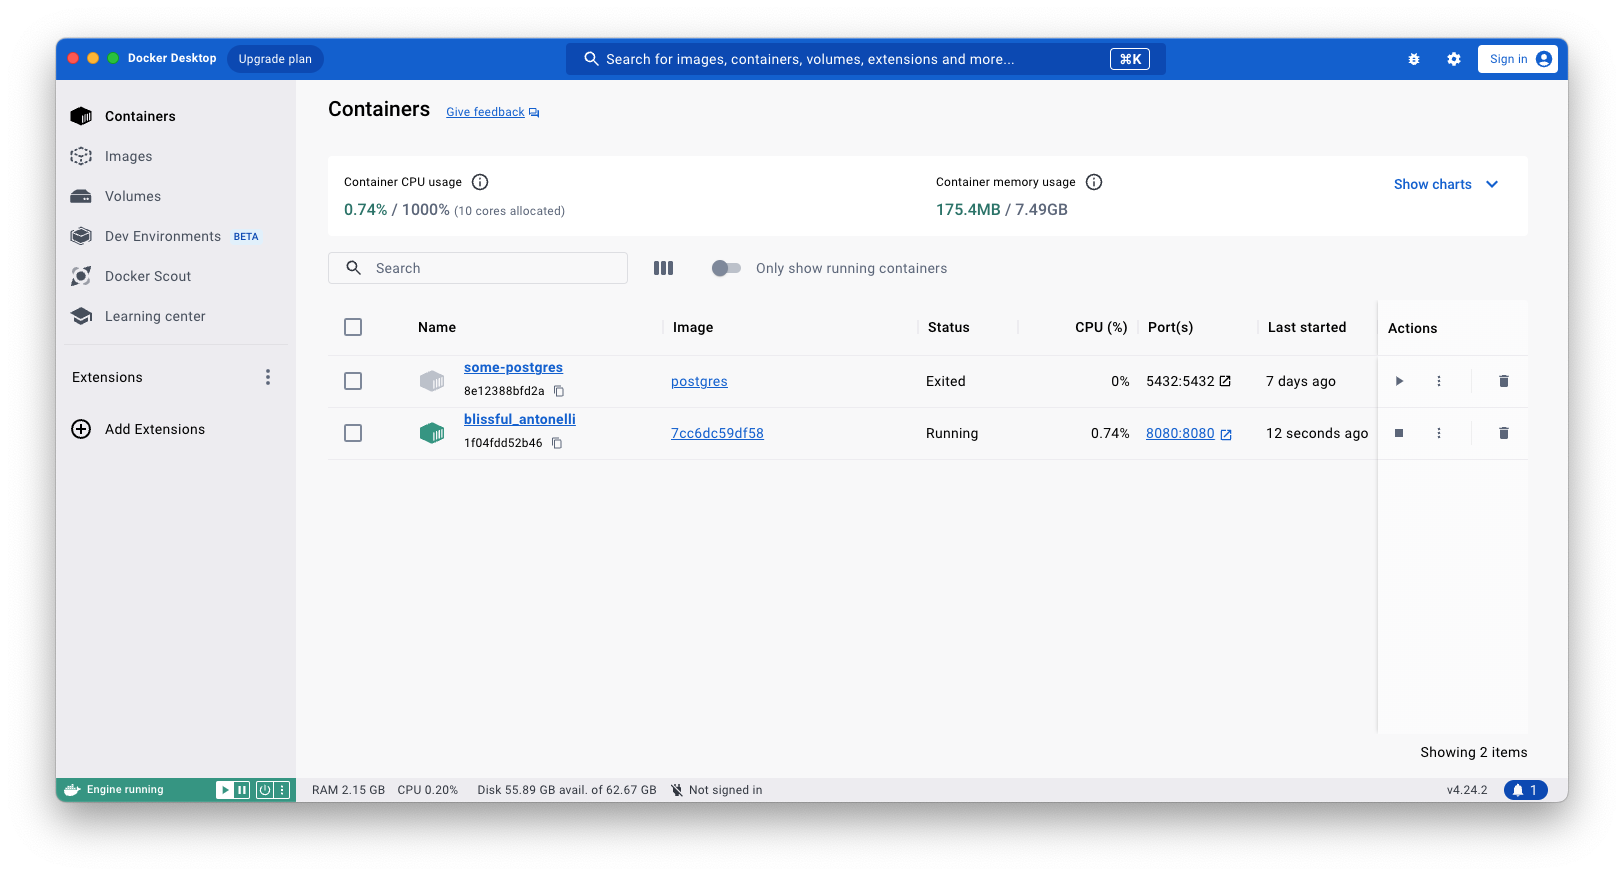 Docker Desktop Upgrade plan Search for images, containers, volumes, extensions and more... ⌘K Sign in
Containers
Images
Volumes
Dev Environments BETA
Docker Scout
Learning center
Extensions
Add Extensions
Containers Give feedback
Container CPU usage
0.74% / 1000% (10 cores allocated)
Container memory usage
175.4MB / 7.49GB
Show charts
Search
Only show running containers
Name Image Status CPU (%) Port(s) Last started Actions
some-postgres
8e12388bfd2a
postgres Exited 0% 5432:5432 7 days ago
blissful_antonelli
1f04fdd52b46
7cc6dc59df58 Running 0.74% 8080:8080 12 seconds ago
Showing 2 items
Engine running RAM 2.15 GB CPU 0.20% Disk 55.89 GB avail. of 62.67 GB Not signed in v4.24.2 1